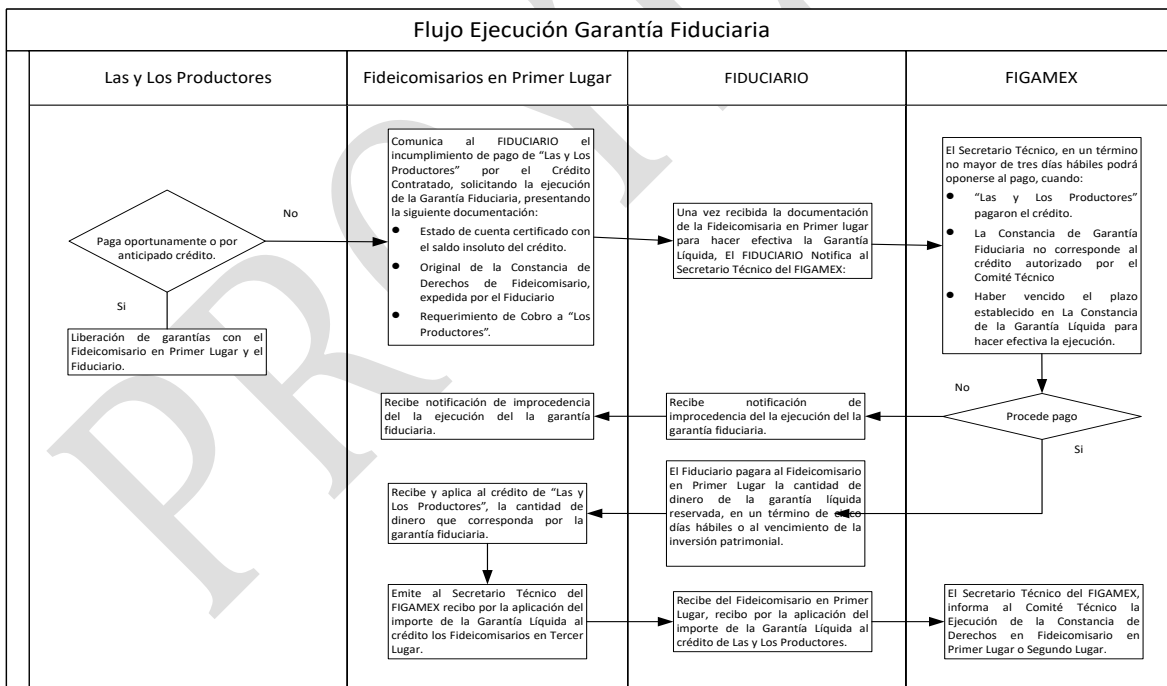 Flujo Ejecución Garantía Fiduciaria
Las y Los Productores
Fideicomisarios en Primer Lugar
FIDUCIARIO
FIGAMEX
Paga oportunamente o por
anticipado crédito.
No
Si
Liberación de garantías con el
Fideicomisario en Primer Lugar y el
Fiduciario.
Comunica al FIDUCIARIO el
incumplimiento de pago de “Las y Los
Productores” por el Crédito
Contratado, solicitando la ejecución
de la Garantía Fiduciaria, presentando
la siguiente documentación:
● Estado de cuenta certificado con
el saldo insoluto del crédito.
● Original de la Constancia de
Derechos de Fideicomisario,
expedida por el Fiduciario
● Requerimiento de Cobro a “Los
Productores”.
Una vez recibida la documentación
de la Fideicomisaria en Primer lugar
para hacer efectiva la Garantía
Líquida, El FIDUCIARIO Notifica al
Secretario Técnico del FIGAMEX:
El Secretario Técnico, en un término
no mayor de tres días hábiles podrá
oponerse al pago, cuando:
● “Las y Los Productores”
pagaron el crédito.
● La Constancia de Garantía
Fiduciaria no corresponde al
crédito autorizado por el
Comité Técnico
● Haber vencido el plazo
establecido en La Constancia
de la Garantía Líquida para
hacer efectiva la ejecución.
No
Procede pago
Si
Recibe notificación de
improcedencia del la ejecución del la
garantía fiduciaria.
Recibe notificación de improcedencia
del la ejecución del la garantía
fiduciaria.
El Fiduciario pagara al Fideicomisario
en Primer Lugar la cantidad de
dinero de la garantía líquida
reservada, en un término de cinco
días hábiles o al vencimiento de la
inversión patrimonial.
Recibe y aplica al crédito de “Las y
Los Productores”, la cantidad de
dinero que corresponda por la
garantía fiduciaria.
Emite al Secretario Técnico del
FIGAMEX recibo por la aplicación del
importe de la Garantía Líquida al
crédito los Fideicomisarios en Tercer
Lugar.
Recibe del Fideicomisario en Primer
Lugar, recibo por la aplicación del
importe de la Garantía Líquida al
crédito de Las y Los Productores.
El Secretario Técnico del FIGAMEX,
informa al Comité Técnico la
Ejecución de la Constancia de
Derechos en Fideicomisario en
Primer Lugar o Segundo Lugar.